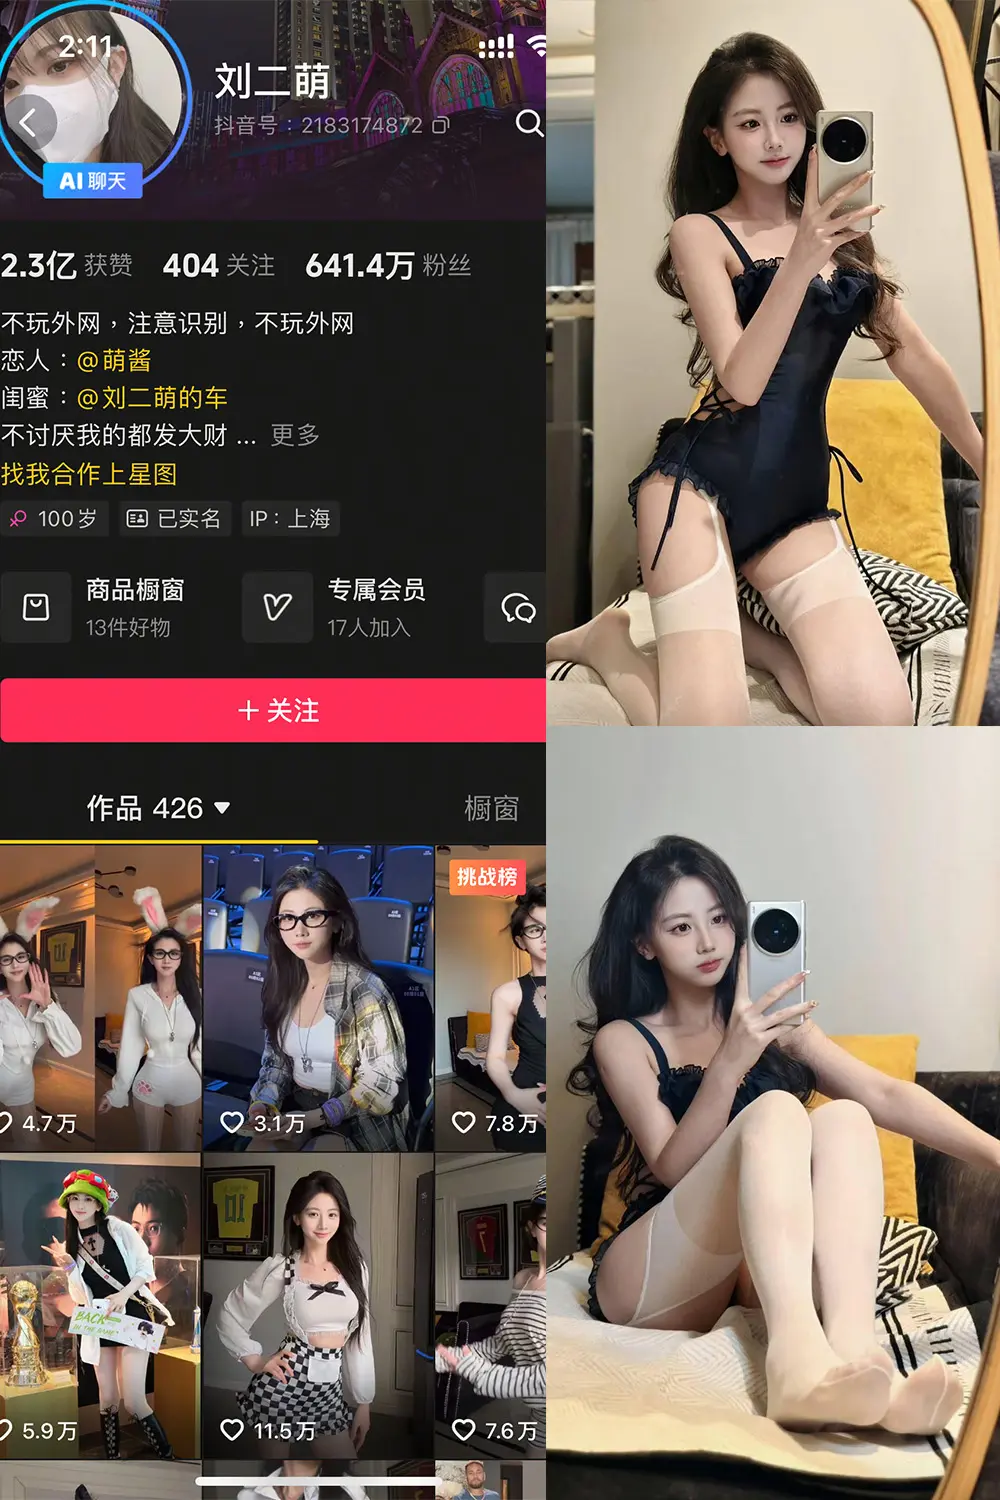 2:11
刘二萌
抖音号：2183174872
AI 聊天
2.3亿 获赞 404 关注 641.4万 粉丝
不玩外网，注意识别，不玩外网
恋人：@萌酱
闺蜜：@刘二萌的车
不讨厌我的都发大财 ... 更多
找我合作上星图
100岁 已实名 IP：上海
商品橱窗 专属会员
13件好物 17人加入
+ 关注
作品 426 橱窗
挑战榜
4.7万 3.1万 7.8万
BACK
IN THE GAME
5.9万 11.5万 7.6万